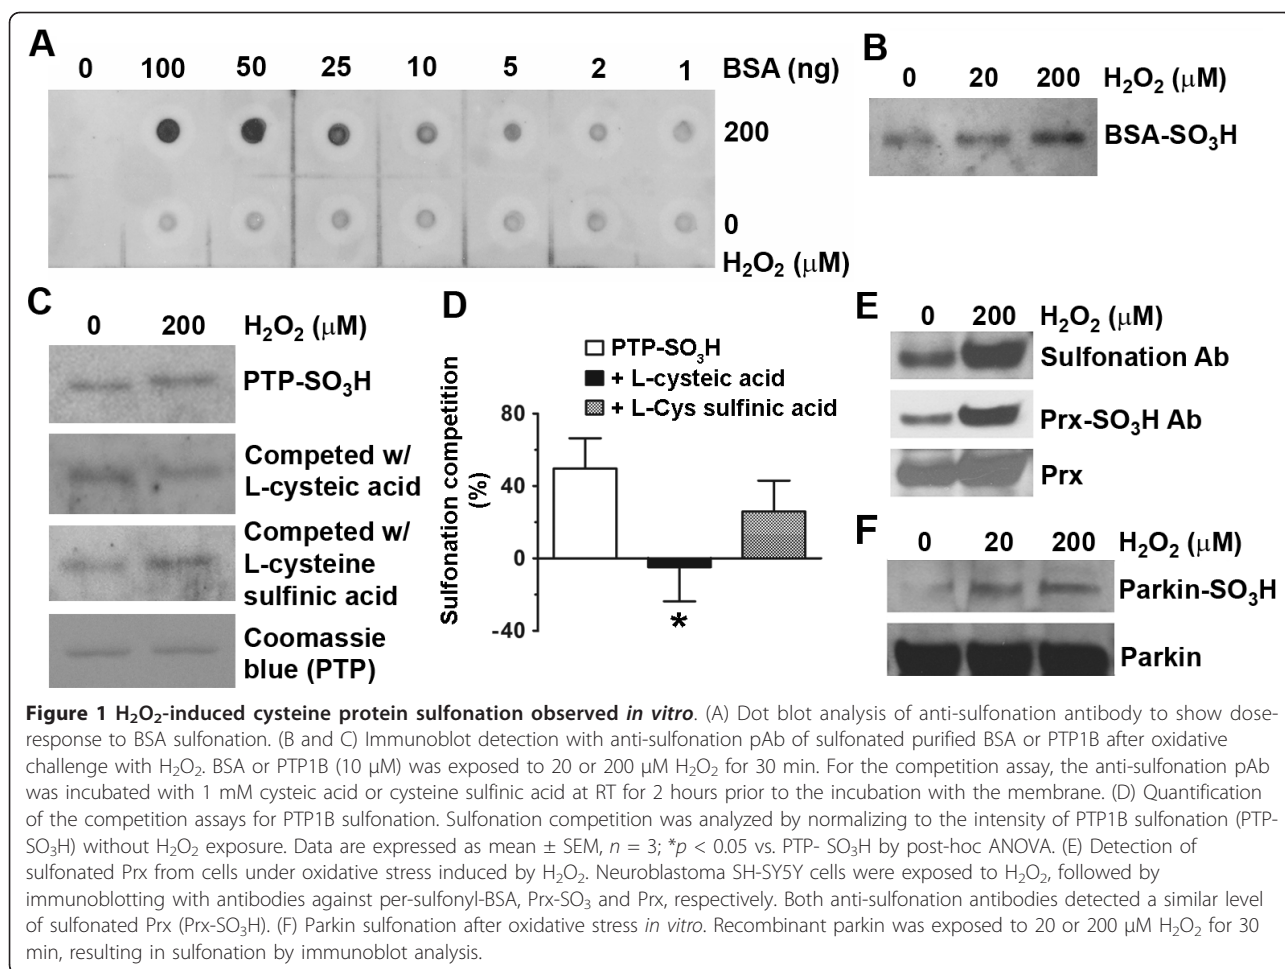 A
0 100 50 25 10 5 2 1 BSA (ng)
200
0
H₂O₂ (μM)
B
0 20 200 H₂O₂ (μM)
BSA-SO₃H
C
0 200 H₂O₂ (μM)
PTP-SO₃H
Competed w/
L-cysteic acid
Competed w/
L-cysteine
sulfinic acid
Coomassie
blue (PTP)
D
PTP-SO₃H
+ L-cysteic acid
+ L-Cys sulfinic acid
Sulfonation competition
(%)
80
40
0
-40
*
E
0 200 H₂O₂ (μM)
Sulfonation Ab
Prx-SO₃H Ab
Prx
F
0 20 200 H₂O₂ (μM)
Parkin-SO₃H
Parkin
Figure 1 H₂O₂-induced cysteine protein sulfonation observed in vitro. (A) Dot blot analysis of anti-sulfonation antibody to show dose-
response to BSA sulfonation. (B and C) Immunoblot detection with anti-sulfonation pAb of sulfonated purified BSA or PTP1B after oxidative
challenge with H₂O₂. BSA or PTP1B (10 μM) was exposed to 20 or 200 μM H₂O₂ for 30 min. For the competition assay, the anti-sulfonation pAb
was incubated with 1 mM cysteic acid or cysteine sulfinic acid at RT for 2 hours prior to the incubation with the membrane. (D) Quantification
of the competition assays for PTP1B sulfonation. Sulfonation competition was analyzed by normalizing to the intensity of PTP1B sulfonation (PTP-
SO₃H) without H₂O₂ exposure. Data are expressed as mean ± SEM, n = 3; *p < 0.05 vs. PTP- SO₃H by post-hoc ANOVA. (E) Detection of
sulfonated Prx from cells under oxidative stress induced by H₂O₂. Neuroblastoma SH-SY5Y cells were exposed to H₂O₂, followed by
immunoblotting with antibodies against per-sulfonyl-BSA, Prx-SO₃ and Prx, respectively. Both anti-sulfonation antibodies detected a similar level
of sulfonated Prx (Prx-SO₃H). (F) Parkin sulfonation after oxidative stress in vitro. Recombinant parkin was exposed to 20 or 200 μM H₂O₂ for 30
min, resulting in sulfonation by immunoblot analysis.